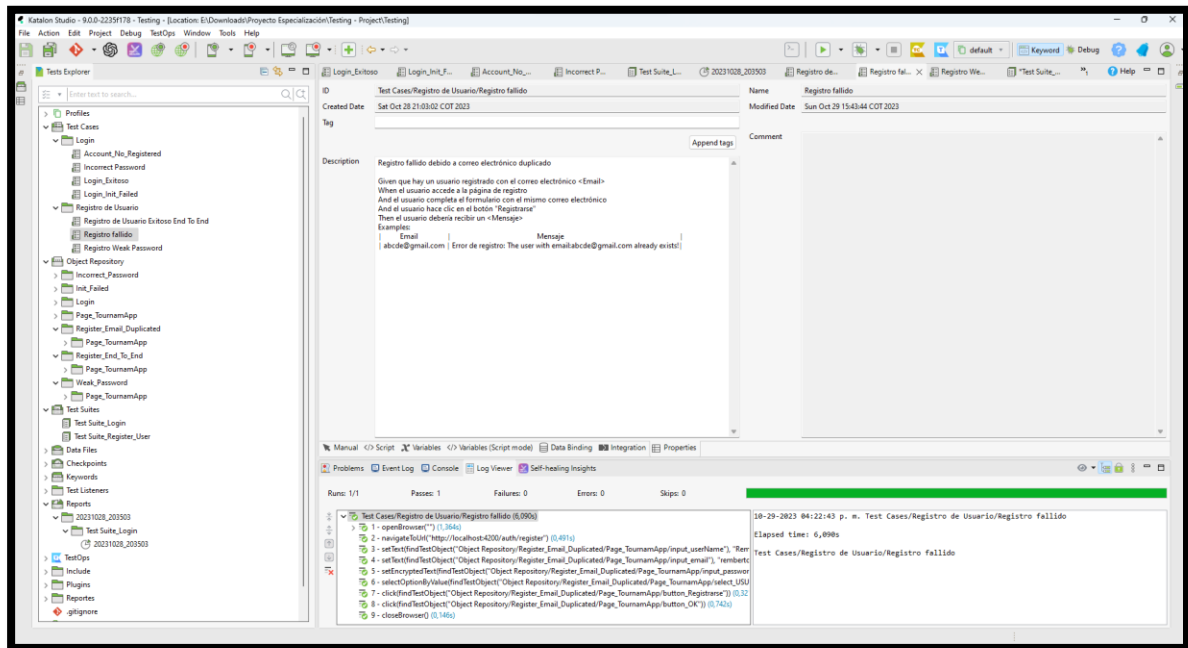 Katalon Studio - 9.0.0-2235f178 - Testing - [Location: E:\Downloads\Proyecto Especialización\Testing - Project\Testing]
File Action Edit Project Debug TestOps Window Tools Help
default Keyword Debug
Tests Explorer
Enter text to search...
Profiles
Test Cases
Login
Account_No_Registered
Incorrect Password
Login_Exitoso
Login_Init_Failed
Registro de Usuario
Registro de Usuario Exitoso End To End
Registro fallido
Registro Weak Password
Object Repository
Incorrect_Password
Init_Failed
Login
Page_TournamApp
Register_Email_Duplicated
Page_TournamApp
Register_End_To_End
Page_TournamApp
Weak_Password
Page_TournamApp
Test Suites
Test Suite_Login
Test Suite_Register_User
Data Files
Checkpoints
Keywords
Test Listeners
Reports
20231028_203503
Test Suite_Login
20231028_203503
TestOps
Include
Plugins
Reportes
.gitignore
Login_Exitoso Login_Init_F... Account_No_... Incorrect P... Test Suite_L... 20231028_203503 Registro de... Registro fal... Registro We... *Test Suite_... Help
ID Test Cases/Registro de Usuario/Registro fallido Name Registro fallido
Created Date Sat Oct 28 21:03:02 COT 2023 Modified Date Sun Oct 29 15:43:44 COT 2023
Tag
Append tags
Comment
Description Registro fallido debido a correo electrónico duplicado
Given que hay un usuario registrado con el correo electrónico <Email>
When el usuario accede a la página de registro
And el usuario completa el formulario con el mismo correo electrónico
And el usuario hace clic en el botón "Registrarse"
Then el usuario debería recibir un <Mensaje>
Examples:
| Email | Mensaje |
| abcde@gmail.com | Error de registro: The user with email:abcde@gmail.com already exists! |
Manual </> Script Variables </> Variables (Script mode) Data Binding Integration Properties
Problems Event Log Console Log Viewer Self-healing Insights
Runs: 1/1 Passes: 1 Failures: 0 Errors: 0 Skips: 0
Test Cases/Registro de Usuario/Registro fallido (6,090s)
1 - openBrowser("") (1,364s)
2 - navigateToUrl("http://localhost:4200/auth/register") (0,491s)
3 - setText(findTestObject("Object Repository/Register_Email_Duplicated/Page_TournamApp/input_userName"), "Rem
4 - setText(findTestObject("Object Repository/Register_Email_Duplicated/Page_TournamApp/input_email"), "rembertc
5 - setEncryptedText(findTestObject("Object Repository/Register_Email_Duplicated/Page_TournamApp/input_passwor
6 - selectOptionByValue(findTestObject("Object Repository/Register_Email_Duplicated/Page_TournamApp/select_USU
7 - click(findTestObject("Object Repository/Register_Email_Duplicated/Page_TournamApp/button_Registrarse")) (0,32
8 - click(findTestObject("Object Repository/Register_Email_Duplicated/Page_TournamApp/button_OK")) (0,742s)
9 - closeBrowser() (0,146s)
10-29-2023 04:22:43 p. m. Test Cases/Registro de Usuario/Registro fallido
Elapsed time: 6,090s
Test Cases/Registro de Usuario/Registro fallido